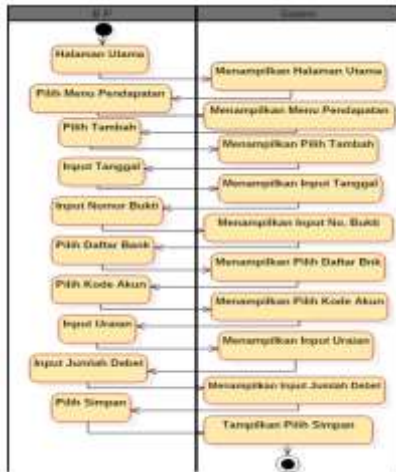 Halaman Utama
Menampilkan Halaman Utama
Pilih Menu Pendapatan
Menampilkan Menu Pendapatan
Pilih Tambah
Menampilkan Pilih Tambah
Input Tanggal
Menampilkan Input Tanggal
Input Nomor Bukti
Menampilkan Input No. Bukti
Pilih Daftar Bank
Menampilkan Pilih Daftar Bnk
Pilih Kode Akun
Menampilkan Pilih Kode Akun
Input Uraian
Menampilkan Input Uraian
Input Jumlah Debet
Menampilkan Input Jumlah Debet
Pilih Simpan
Tampilkan Pilih Simpan